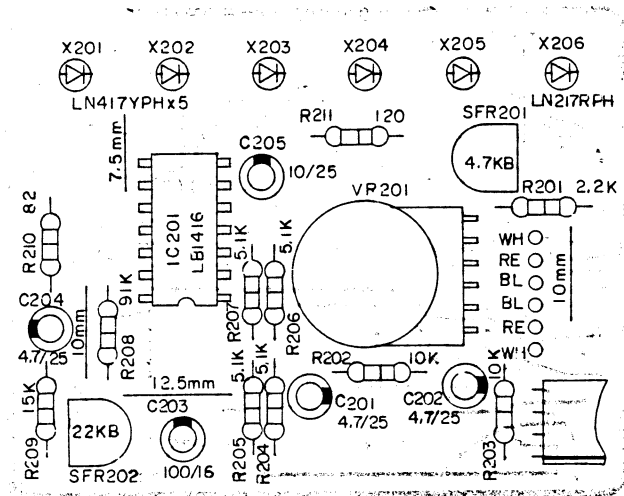 X201 X202 X203 X204 X205 X206
LN417YPHx5
LN217RPH
R211 120
SFR201
4.7KB
C205
10/25
7.5mm
VR201
R201 2.2K
82
R210
IC201
LB1416
5.1K
5.1K
WH
RE
BL
BL
RE
WH
10mm
C204
4.7/25
10mm
91K
R208
R207
R206
R202 10K
12.5mm
15K
R209
22KB
SFR202
C203
100/16
5.1K
5.1K
R205
R204
C201
4.7/25
C202
4.7/25
10K
R203